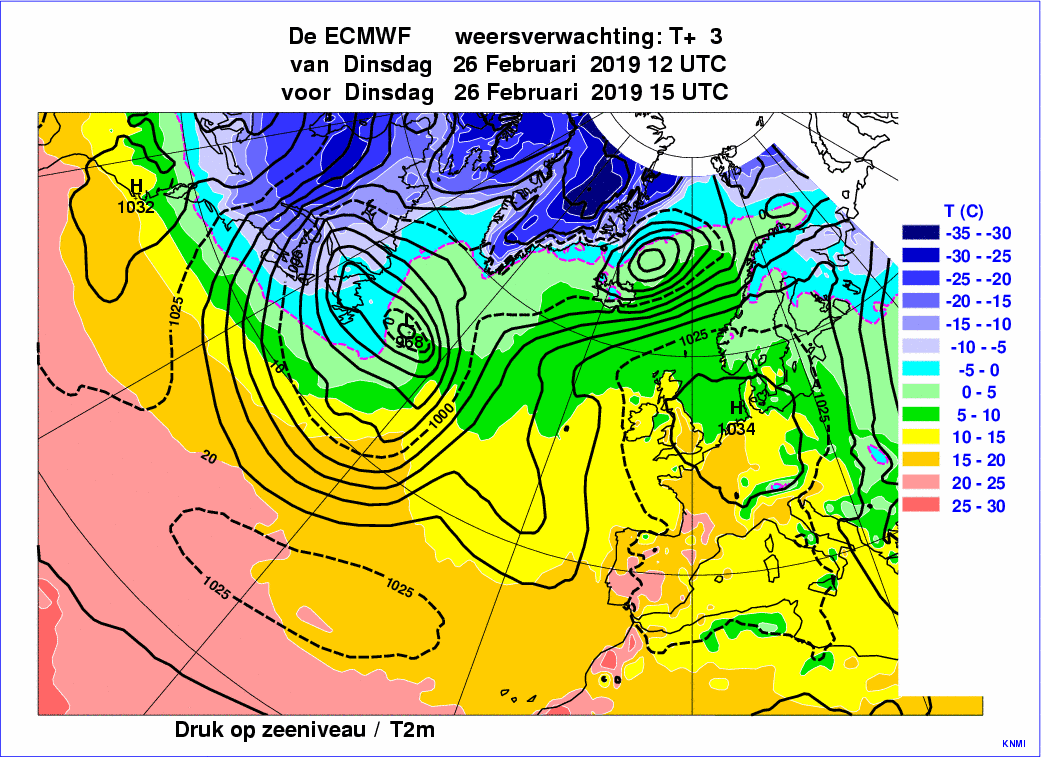 De ECMWF weersverwachting: T+ 3
van Dinsdag 26 Februari 2019 12 UTC
voor Dinsdag 26 Februari 2019 15 UTC
H
1032
0
T (C)
-35 - -30
-30 - -25
-25 - -20
-20 - -15
-15 - -10
-10 - -5
-5 - 0
0 - 5
5 - 10
10 - 15
15 - 20
20 - 25
25 - 30
1025
968
1025
10
1025
H
1034
1000
20
1025
1025
Druk op zeeniveau / T2m
KNMI